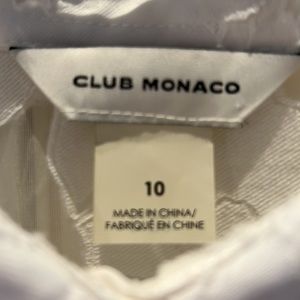 CLUB MONACO
10
MADE IN CHINA/
FABRIQUÉ EN CHINE